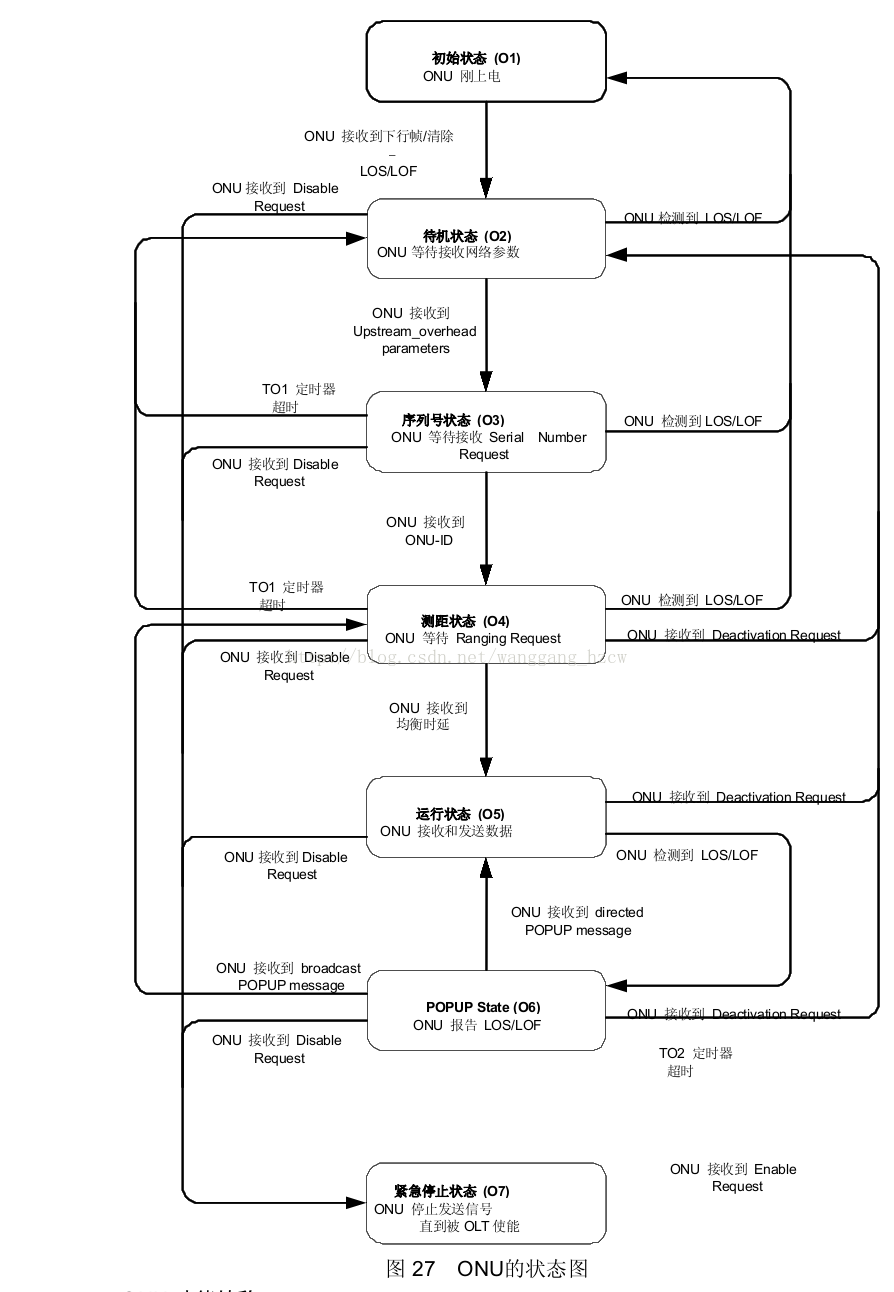 初始状态 (O1)
ONU 刚上电
ONU 接收到下行帧/清除
–
LOS/LOF
ONU 接收到 Disable
Request
待机状态 (O2)
ONU 等待接收网络参数
ONU 检测到 LOS/LOF
ONU 接收到
Upstream_overhead
parameters
TO1 定时器
超时
序列号状态 (O3)
ONU 等待接收 Serial Number
Request
ONU 检测到 LOS/LOF
ONU 接收到 Disable
Request
ONU 接收到
ONU-ID
TO1 定时器
超时
测距状态 (O4)
ONU 等待 Ranging Request
ONU 检测到 LOS/LOF
ONU 接收到 Deactivation Request
ONU 接收到 Disable
Request
http://blog.csdn.net/wanggang_hzcw
ONU 接收到
均衡时延
运行状态 (O5)
ONU 接收和发送数据
ONU 接收到 Deactivation Request
ONU 接收到 Disable
Request
ONU 检测到 LOS/LOF
ONU 接收到 directed
POPUP message
ONU 接收到 broadcast
POPUP message
POPUP State (O6)
ONU 报告 LOS/LOF
ONU 接收到 Deactivation Request
ONU 接收到 Disable
Request
TO2 定时器
超时
紧急停止状态 (O7)
ONU 停止发送信号
直到被 OLT 使能
ONU 接收到 Enable
Request
图 27 ONU的状态图